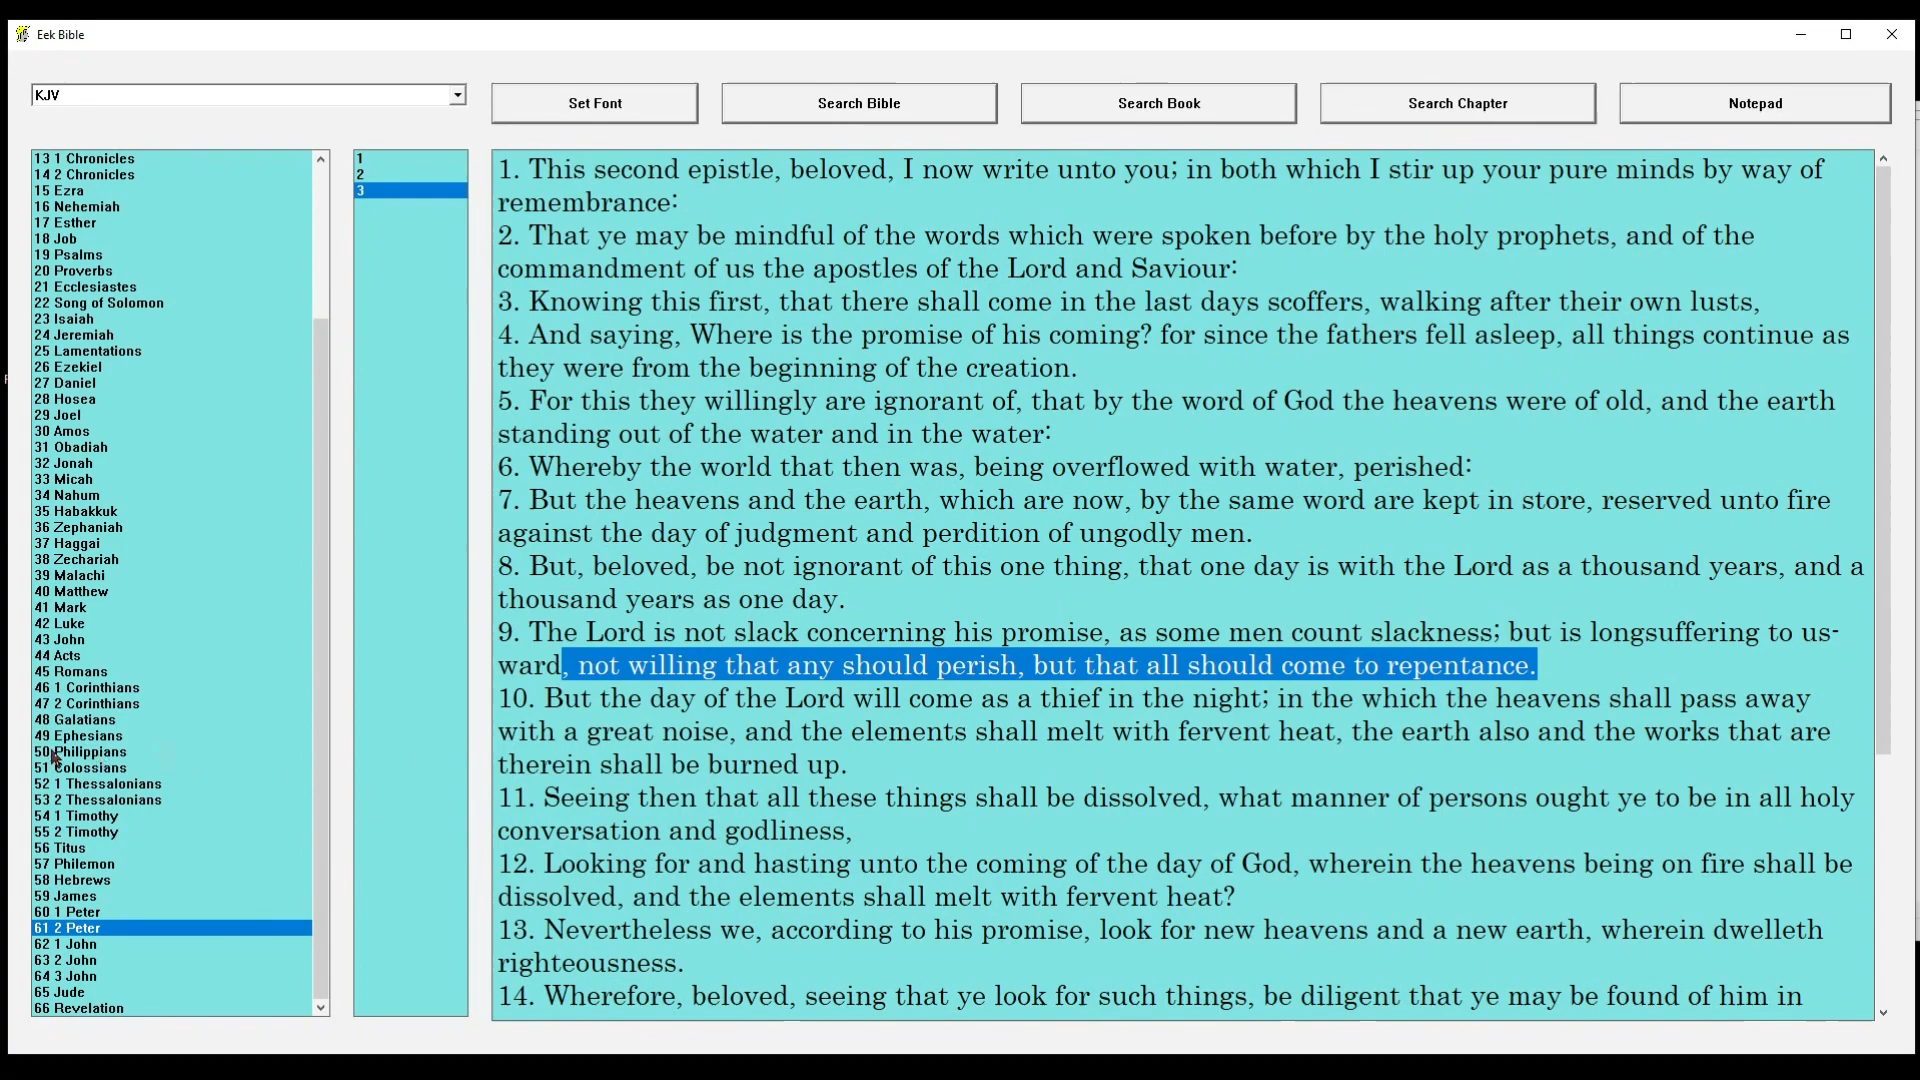 Eek Bible
KJV
Set Font
Search Bible
Search Book
Search Chapter
Notepad
13 1 Chronicles
14 2 Chronicles
15 Ezra
16 Nehemiah
17 Esther
18 Job
19 Psalms
20 Proverbs
21 Ecclesiastes
22 Song of Solomon
23 Isaiah
24 Jeremiah
25 Lamentations
26 Ezekiel
27 Daniel
28 Hosea
29 Joel
30 Amos
31 Obadiah
32 Jonah
33 Micah
34 Nahum
35 Habakkuk
36 Zephaniah
37 Haggai
38 Zechariah
39 Malachi
40 Matthew
41 Mark
42 Luke
43 John
44 Acts
45 Romans
46 1 Corinthians
47 2 Corinthians
48 Galatians
49 Ephesians
50 Philippians
51 Colossians
52 1 Thessalonians
53 2 Thessalonians
54 1 Timothy
55 2 Timothy
56 Titus
57 Philemon
58 Hebrews
59 James
60 1 Peter
61 2 Peter
62 1 John
63 2 John
64 3 John
65 Jude
66 Revelation
1
2
3
1. This second epistle, beloved, I now write unto you; in both which I stir up your pure minds by way of
remembrance:
2. That ye may be mindful of the words which were spoken before by the holy prophets, and of the
commandment of us the apostles of the Lord and Saviour:
3. Knowing this first, that there shall come in the last days scoffers, walking after their own lusts,
4. And saying, Where is the promise of his coming? for since the fathers fell asleep, all things continue as
they were from the beginning of the creation.
5. For this they willingly are ignorant of, that by the word of God the heavens were of old, and the earth
standing out of the water and in the water:
6. Whereby the world that then was, being overflowed with water, perished:
7. But the heavens and the earth, which are now, by the same word are kept in store, reserved unto fire
against the day of judgment and perdition of ungodly men.
8. But, beloved, be not ignorant of this one thing, that one day is with the Lord as a thousand years, and a
thousand years as one day.
9. The Lord is not slack concerning his promise, as some men count slackness; but is longsuffering to us-
ward, not willing that any should perish, but that all should come to repentance.
10. But the day of the Lord will come as a thief in the night; in the which the heavens shall pass away
with a great noise, and the elements shall melt with fervent heat, the earth also and the works that are
therein shall be burned up.
11. Seeing then that all these things shall be dissolved, what manner of persons ought ye to be in all holy
conversation and godliness,
12. Looking for and hasting unto the coming of the day of God, wherein the heavens being on fire shall be
dissolved, and the elements shall melt with fervent heat?
13. Nevertheless we, according to his promise, look for new heavens and a new earth, wherein dwelleth
righteousness.
14. Wherefore, beloved, seeing that ye look for such things, be diligent that ye may be found of him in